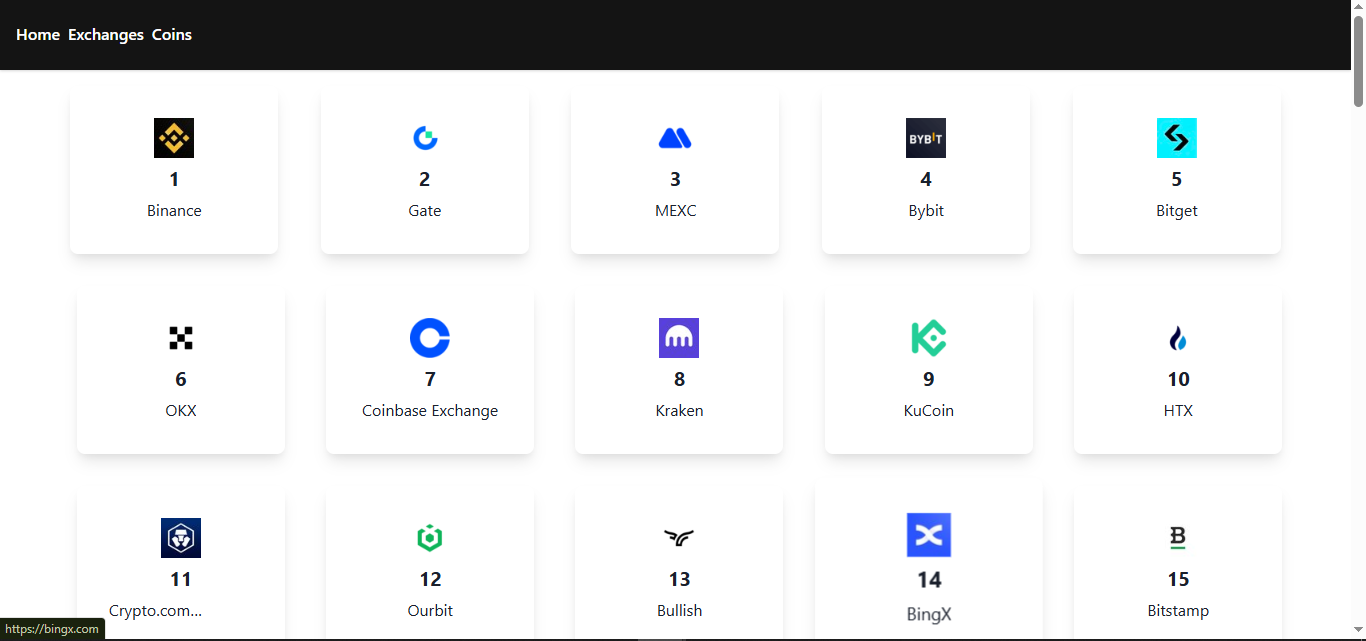 Home Exchanges Coins
BYBIT
1 2 3 4 5
Binance Gate MEXC Bybit Bitget
6 7 8 9 10
OKX Coinbase Exchange Kraken KuCoin HTX
B
11 12 13 14 15
Crypto.com... Ourbit Bullish BingX Bitstamp
https://bingx.com